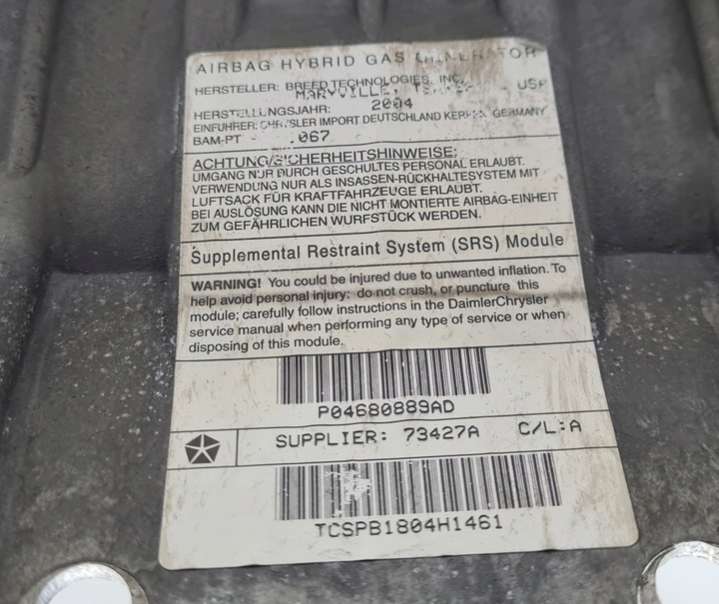 AIRBAG HYBRID GAS GENERATOR
HERSTELLER: BREED TECHNOLOGIES, INC.
MARYVILLE,
HERSTELLUNGSJAHR: 2004
EINFUHRER: CHRYSLER IMPORT DEUTSCHLAND GERMANY
BAM-PT - .067
ACHTUNG/SICHERHEITSHINWEISE:
UMGANG NUR DURCH GESCHULTES PERSONAL ERLAUBT.
VERWENDUNG NUR ALS INSASSEN-RÜCKHALTESYSTEM MIT
LUFTSACK FÜR KRAFTFAHRZEUGE ERLAUBT.
BEI AUSLÖSUNG KANN DIE NICHT MONTIERTE AIRBAG-EINHEIT
ZUM GEFÄHRLICHEN WURFSTÜCK WERDEN.
Supplemental Restraint System (SRS) Module
WARNING! You could be injured due to unwanted inflation. To
help avoid personal injury: do not crush, or puncture this
module; carefully follow instructions in the DaimlerChrysler
service manual when performing any type of service or when
disposing of this module.
P04680889AD
SUPPLIER: 73427A C/L:A
TCSPB1804H1461